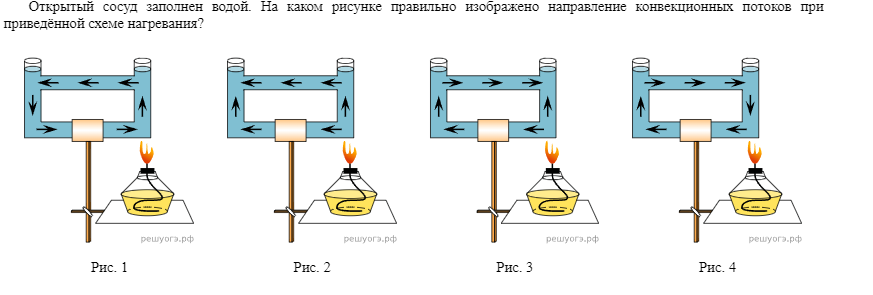 Открытый сосуд заполнен водой. На каком рисунке правильно изображено направление конвекционных потоков при
приведённой схеме нагревания?
решуогэ.рф решуогэ.рф решуогэ.рф решуогэ.рф
Рис. 1 Рис. 2 Рис. 3 Рис. 4